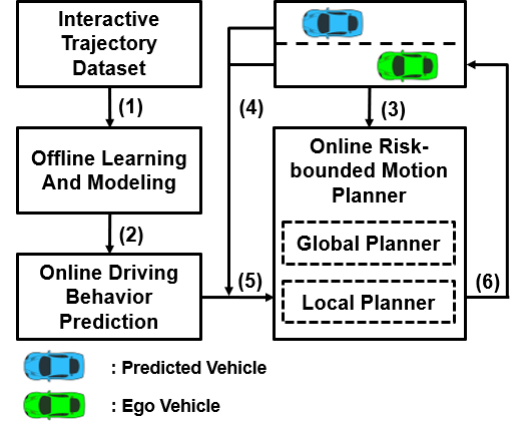 Interactive
Trajectory
Dataset
(1)
(4)
(3)
Offline Learning
And Modeling
Online Risk-
bounded Motion
Planner
(2)
Global Planner
Online Driving
Behavior
Prediction
(5)
Local Planner
(6)
: Predicted Vehicle
: Ego Vehicle